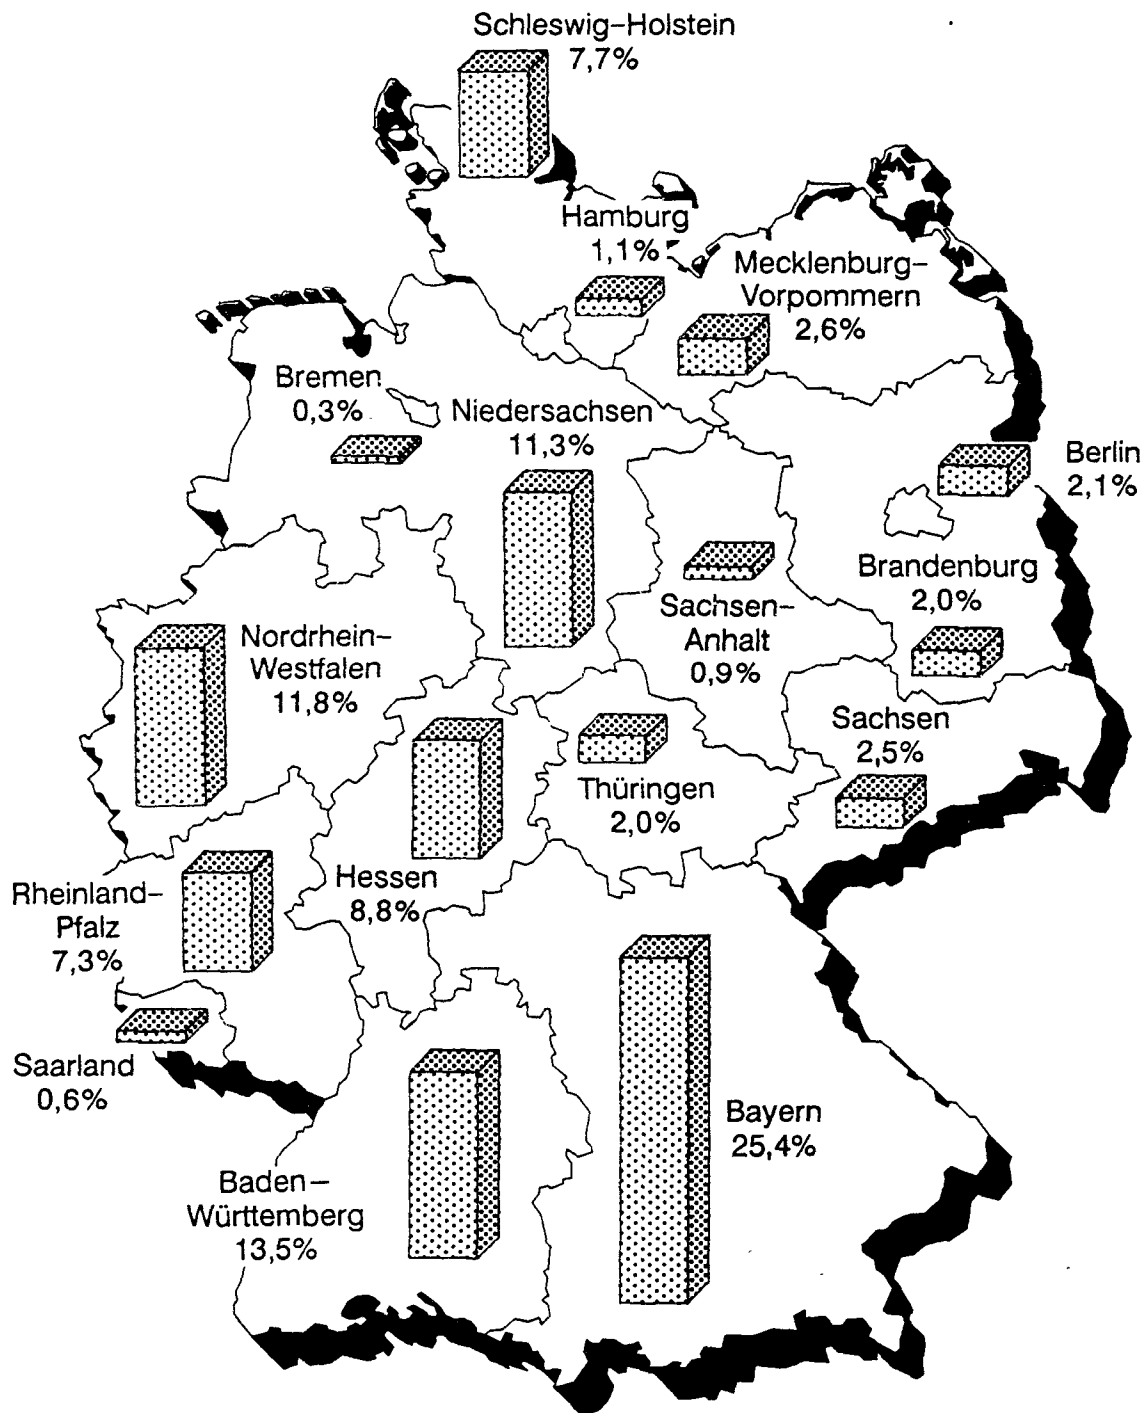 Schleswig–Holstein
7,7%
Hamburg
1,1%
Mecklenburg–
Vorpommern
2,6%
Bremen
0,3%
Niedersachsen
11,3%
Berlin
2,1%
Brandenburg
2,0%
Sachsen–
Anhalt
0,9%
Nordrhein–
Westfalen
11,8%
Sachsen
2,5%
Thüringen
2,0%
Hessen
8,8%
Rheinland–
Pfalz
7,3%
Saarland
0,6%
Bayern
25,4%
Baden–
Württemberg
13,5%